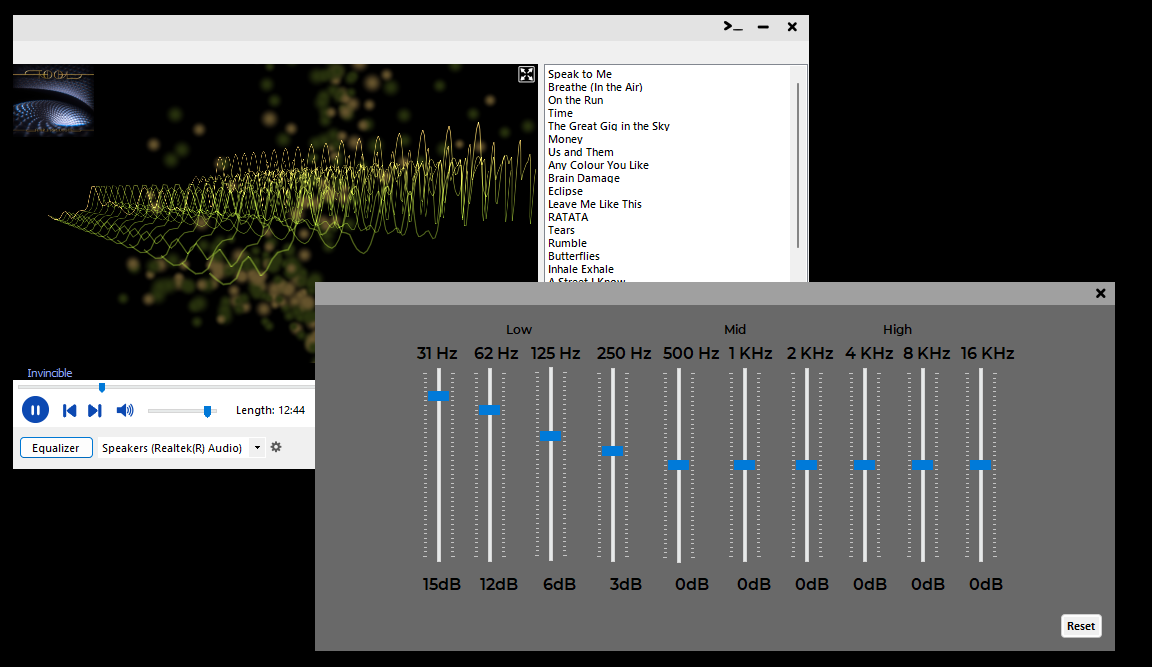 TOOL
Speak to Me
Breathe (In the Air)
On the Run
Time
The Great Gig in the Sky
Money
Us and Them
Any Colour You Like
Brain Damage
Eclipse
Leave Me Like This
RATATA
Tears
Rumble
Butterflies
Inhale Exhale
A Street I Know
Invincible
Length: 12:44
Equalizer
Speakers (Realtek(R) Audio)
Low Mid High
31 Hz 62 Hz 125 Hz 250 Hz 500 Hz 1 KHz 2 KHz 4 KHz 8 KHz 16 KHz
15dB 12dB 6dB 3dB 0dB 0dB 0dB 0dB 0dB 0dB
Reset